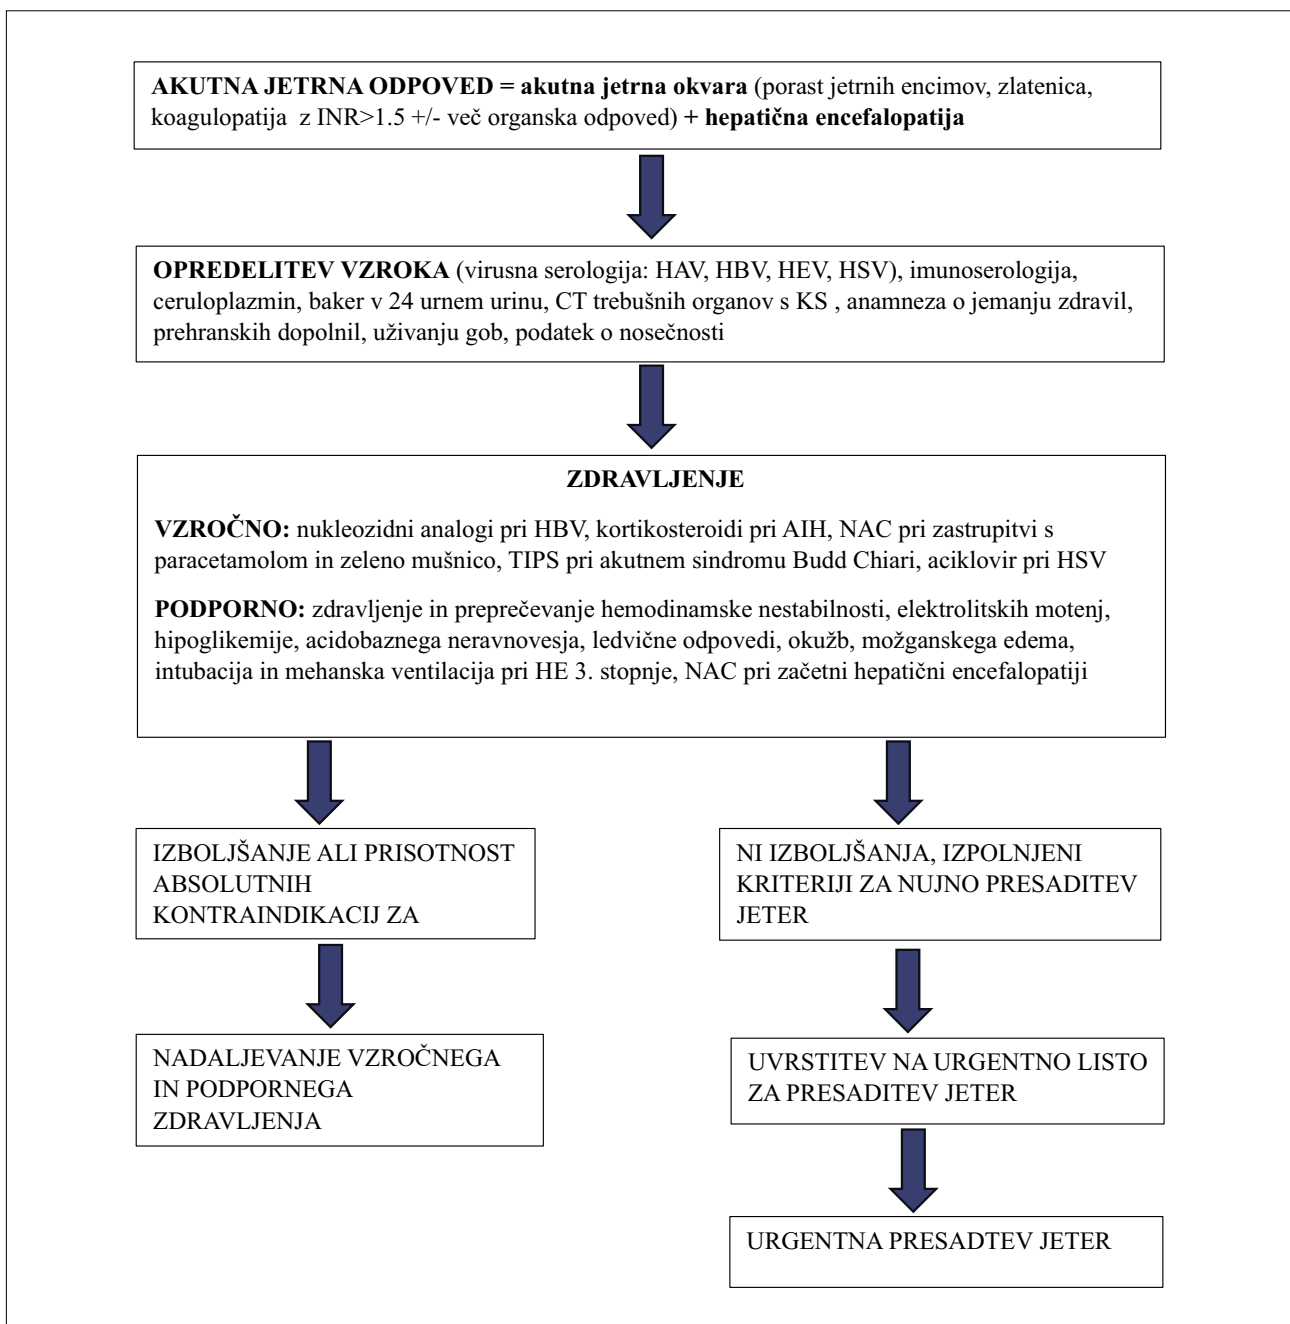 AKUTNA JETRNA ODPOVED = akutna jetrna okvara (porast jetrnih encimov, zlatenica,
koagulopatija z INR>1.5 +/- več organska odpoved) + hepatična encefalopatija
OPREDELITEV VZROKA (virusna serologija: HAV, HBV, HEV, HSV), imunoserologija,
ceruloplazmin, baker v 24 urnem urinu, CT trebušnih organov s KS , anamneza o jemanju zdravil,
prehranskih dopolnil, uživanju gob, podatek o nosečnosti
ZDRAVLJENJE
VZROČNO: nukleozidni analogi pri HBV, kortikosteroidi pri AIH, NAC pri zastrupitvi s
paracetamolom in zeleno mušnico, TIPS pri akutnem sindromu Budd Chiari, aciklovir pri HSV
PODPORNO: zdravljenje in preprečevanje hemodinamske nestabilnosti, elektrolitskih motenj,
hipoglikemije, acidobaznega neravnovesja, ledvične odpovedi, okužb, možganskega edema,
intubacija in mehanska ventilacija pri HE 3. stopnje, NAC pri začetni hepatični encefalopatiji
IZBOLJŠANJE ALI PRISOTNOST
ABSOLUTNIH
KONTRAINDIKACIJ ZA
NADALJEVANJE VZROČNEGA
IN PODPORNEGA
ZDRAVLJENJA
NI IZBOLJŠANJA, IZPOLNJENI
KRITERIJI ZA NUJNO PRESADITEV
JETER
UVRSTITEV NA URGENTNO LISTO
ZA PRESADITEV JETER
URGENTNA PRESADTEV JETER